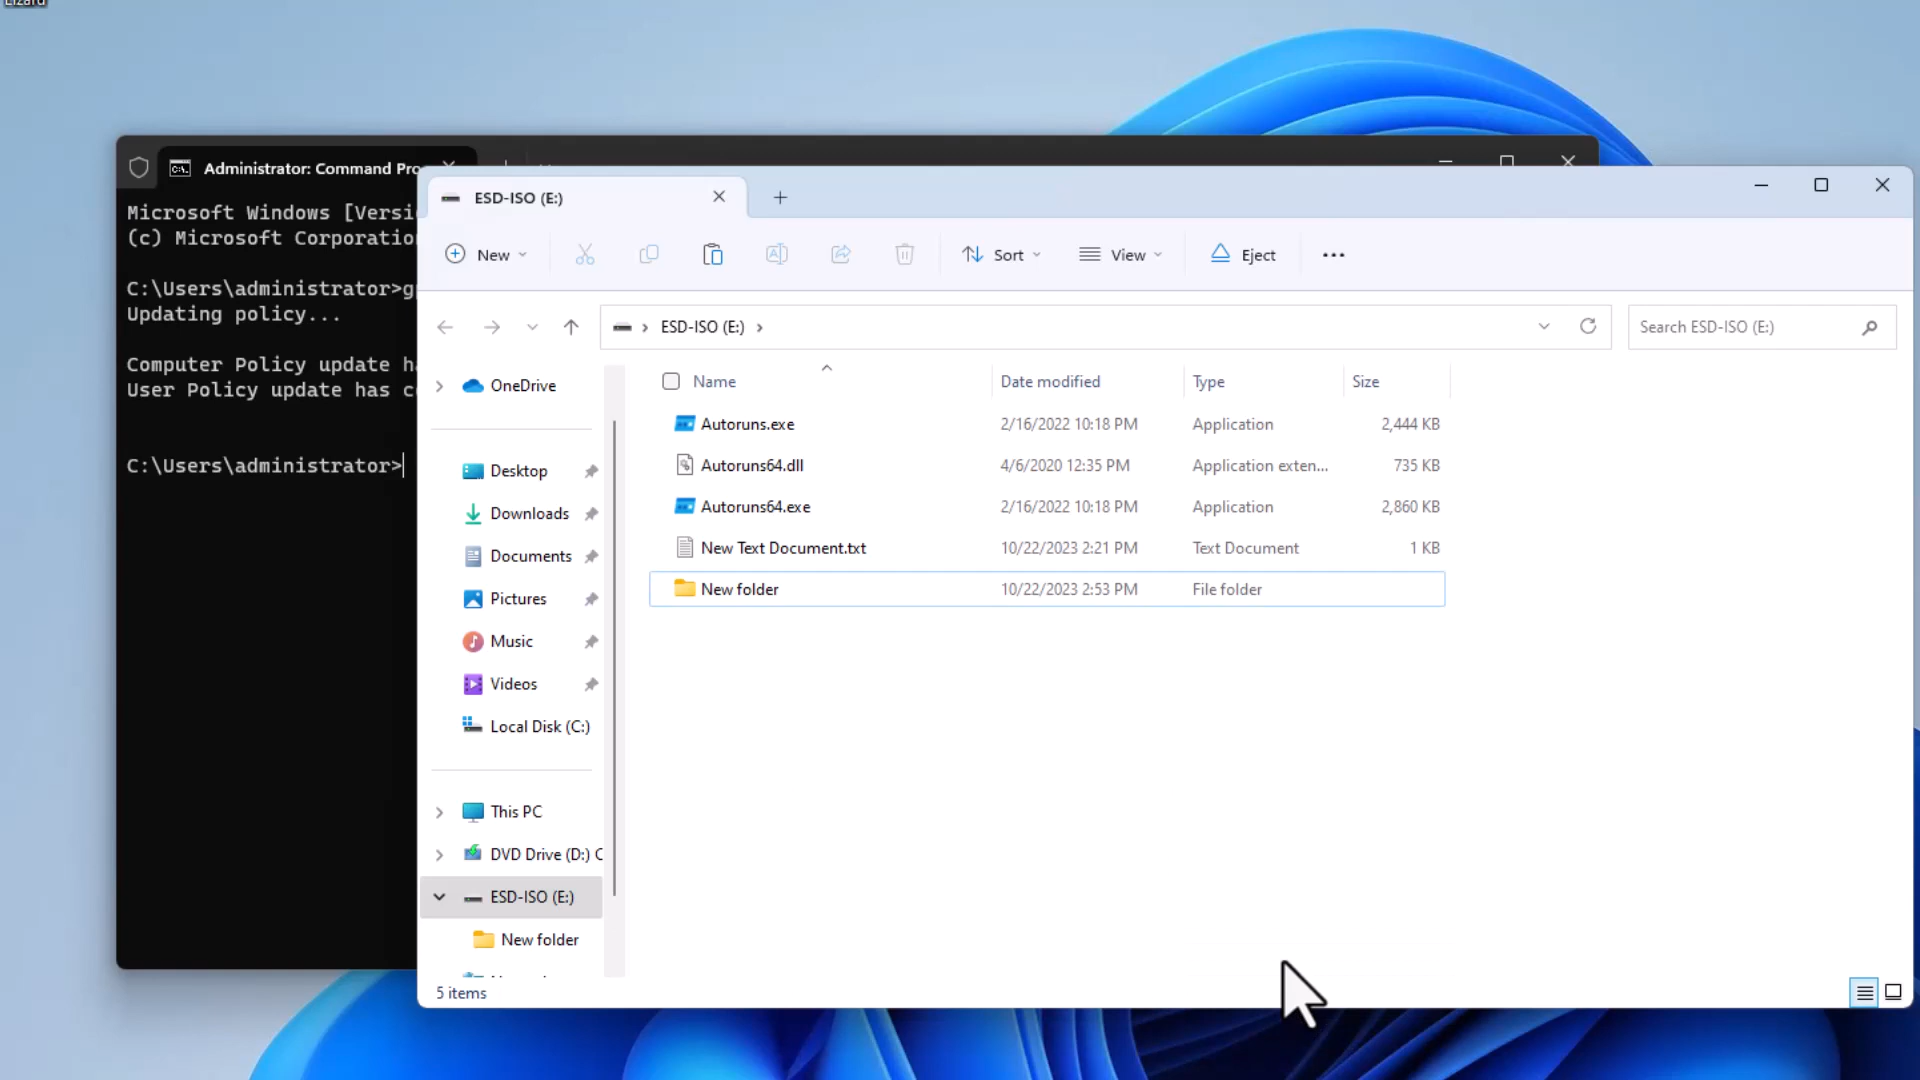 Lizard
Administrator: Command Pro
Microsoft Windows [Versi
(c) Microsoft Corporatio
C:\Users\administrator>g
Updating policy...
Computer Policy update h
User Policy update has c
C:\Users\administrator>
ESD-ISO (E:)
New
Sort
View
Eject
ESD-ISO (E:)
Search ESD-ISO (E:)
OneDrive
Desktop
Downloads
Documents
Pictures
Music
Videos
Local Disk (C:)
This PC
DVD Drive (D:) C
ESD-ISO (E:)
New folder
Name Date modified Type Size
Autoruns.exe 2/16/2022 10:18 PM Application 2,444 KB
Autoruns64.dll 4/6/2020 12:35 PM Application exten... 735 KB
Autoruns64.exe 2/16/2022 10:18 PM Application 2,860 KB
New Text Document.txt 10/22/2023 2:21 PM Text Document 1 KB
New folder 10/22/2023 2:53 PM File folder
5 items